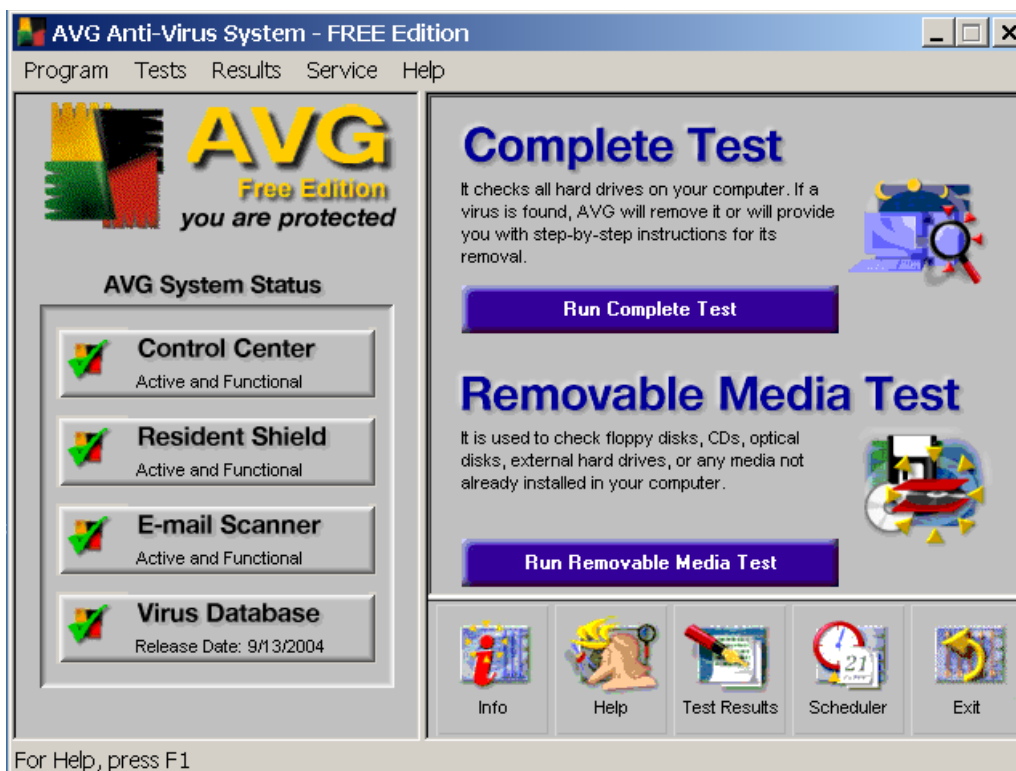 AVG Anti-Virus System - FREE Edition
Program Tests Results Service Help
AVG
Free Edition
you are protected
AVG System Status
Control Center
Active and Functional
Resident Shield
Active and Functional
E-mail Scanner
Active and Functional
Virus Database
Release Date: 9/13/2004
Complete Test
It checks all hard drives on your computer. If a
virus is found, AVG will remove it or will provide
you with step-by-step instructions for its
removal.
Run Complete Test
Removable Media Test
It is used to check floppy disks, CDs, optical
disks, external hard drives, or any media not
already installed in your computer.
Run Removable Media Test
21
Info Help Test Results Scheduler Exit
For Help, press F1